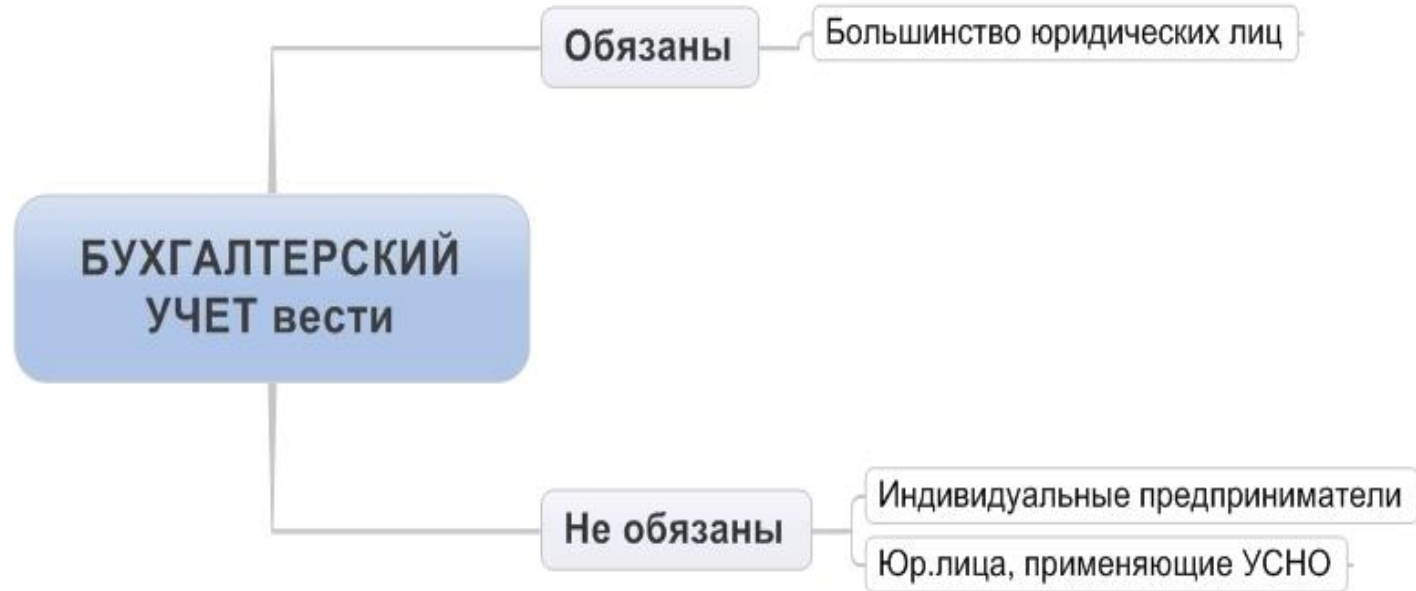 Обязаны
Большинство юридических лиц
БУХГАЛТЕРСКИЙ
УЧЕТ вести
Не обязаны
Индивидуальные предприниматели
Юр.лица, применяющие УСНО